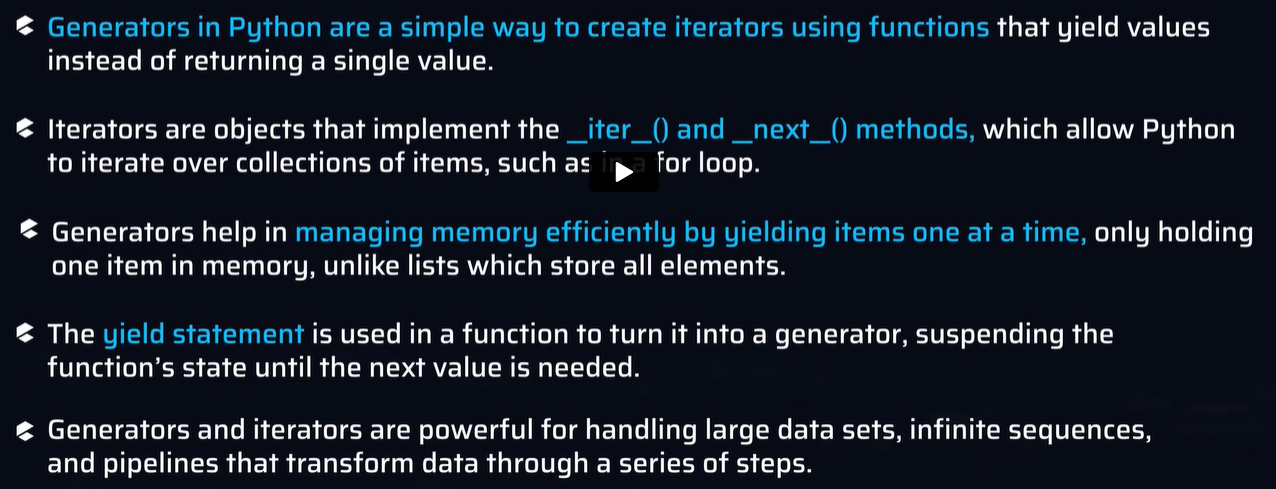 Generators in Python are a simple way to create iterators using functions that yield values
instead of returning a single value.
Iterators are objects that implement the __iter__() and __next__() methods, which allow Python
to iterate over collections of items, such as in a for loop.
Generators help in managing memory efficiently by yielding items one at a time, only holding
one item in memory, unlike lists which store all elements.
The yield statement is used in a function to turn it into a generator, suspending the
function's state until the next value is needed.
Generators and iterators are powerful for handling large data sets, infinite sequences,
and pipelines that transform data through a series of steps.